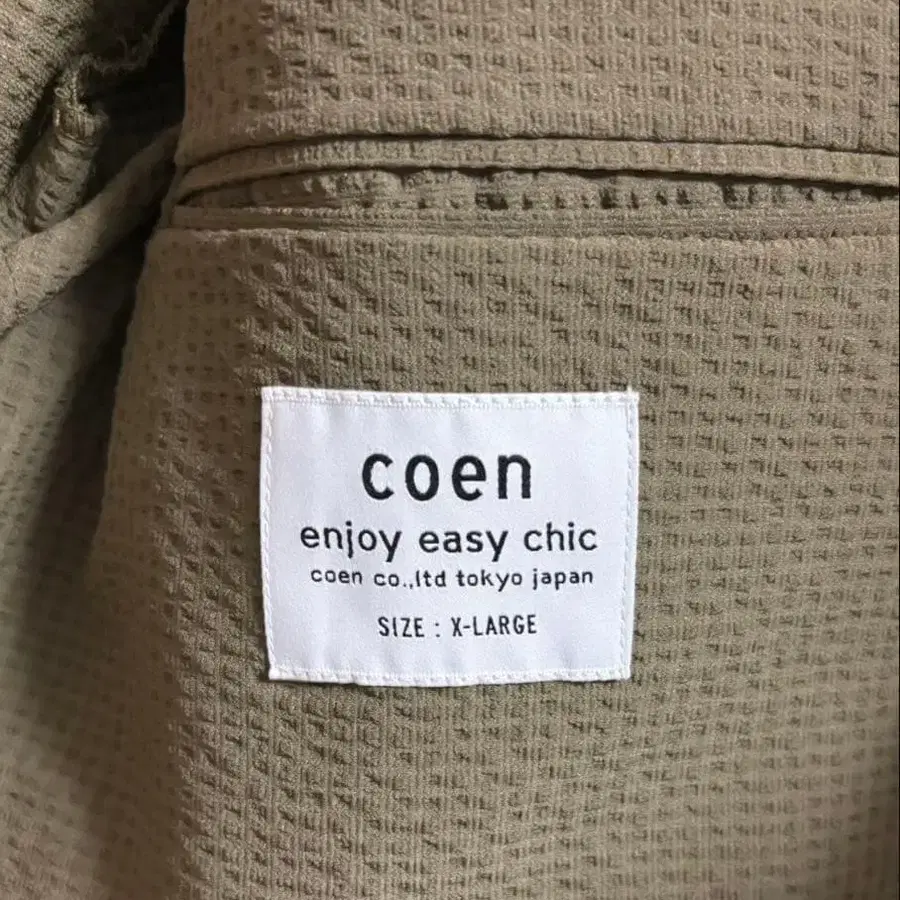 coen
enjoy easy chic
coen co.,ltd tokyo japan
SIZE : X-LARGE